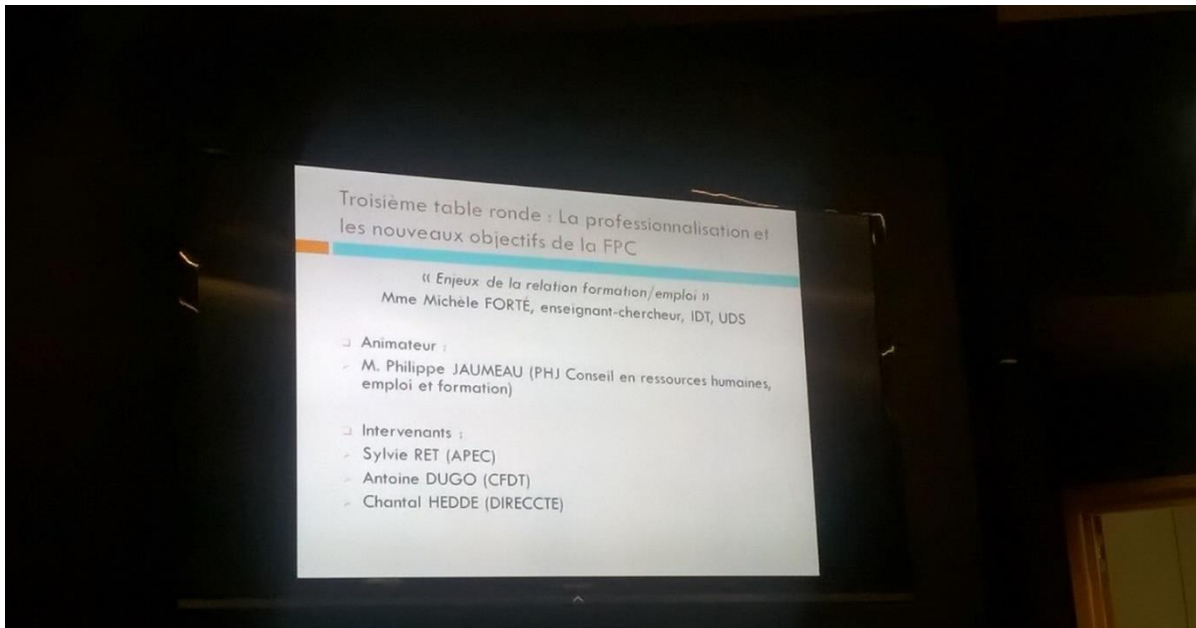 Troisième table ronde : La professionnalisation et
les nouveaux objectifs de la FPC
« Enjeux de la relation formation/emploi »
Mme Michèle FORTÉ, enseignant-chercheur, IDT, UDS
Animateur :
M. Philippe JAUMEAU (PHJ Conseil en ressources humaines,
emploi et formation)
Intervenants :
Sylvie RET (APEC)
Antoine DUGO (CFDT)
Chantal HEDDE (DIRECCTE)